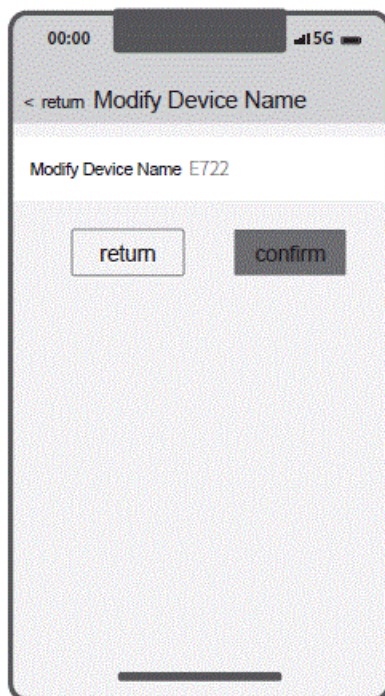 00:00 5G
< return Modify Device Name
Modify Device Name E722
return confirm